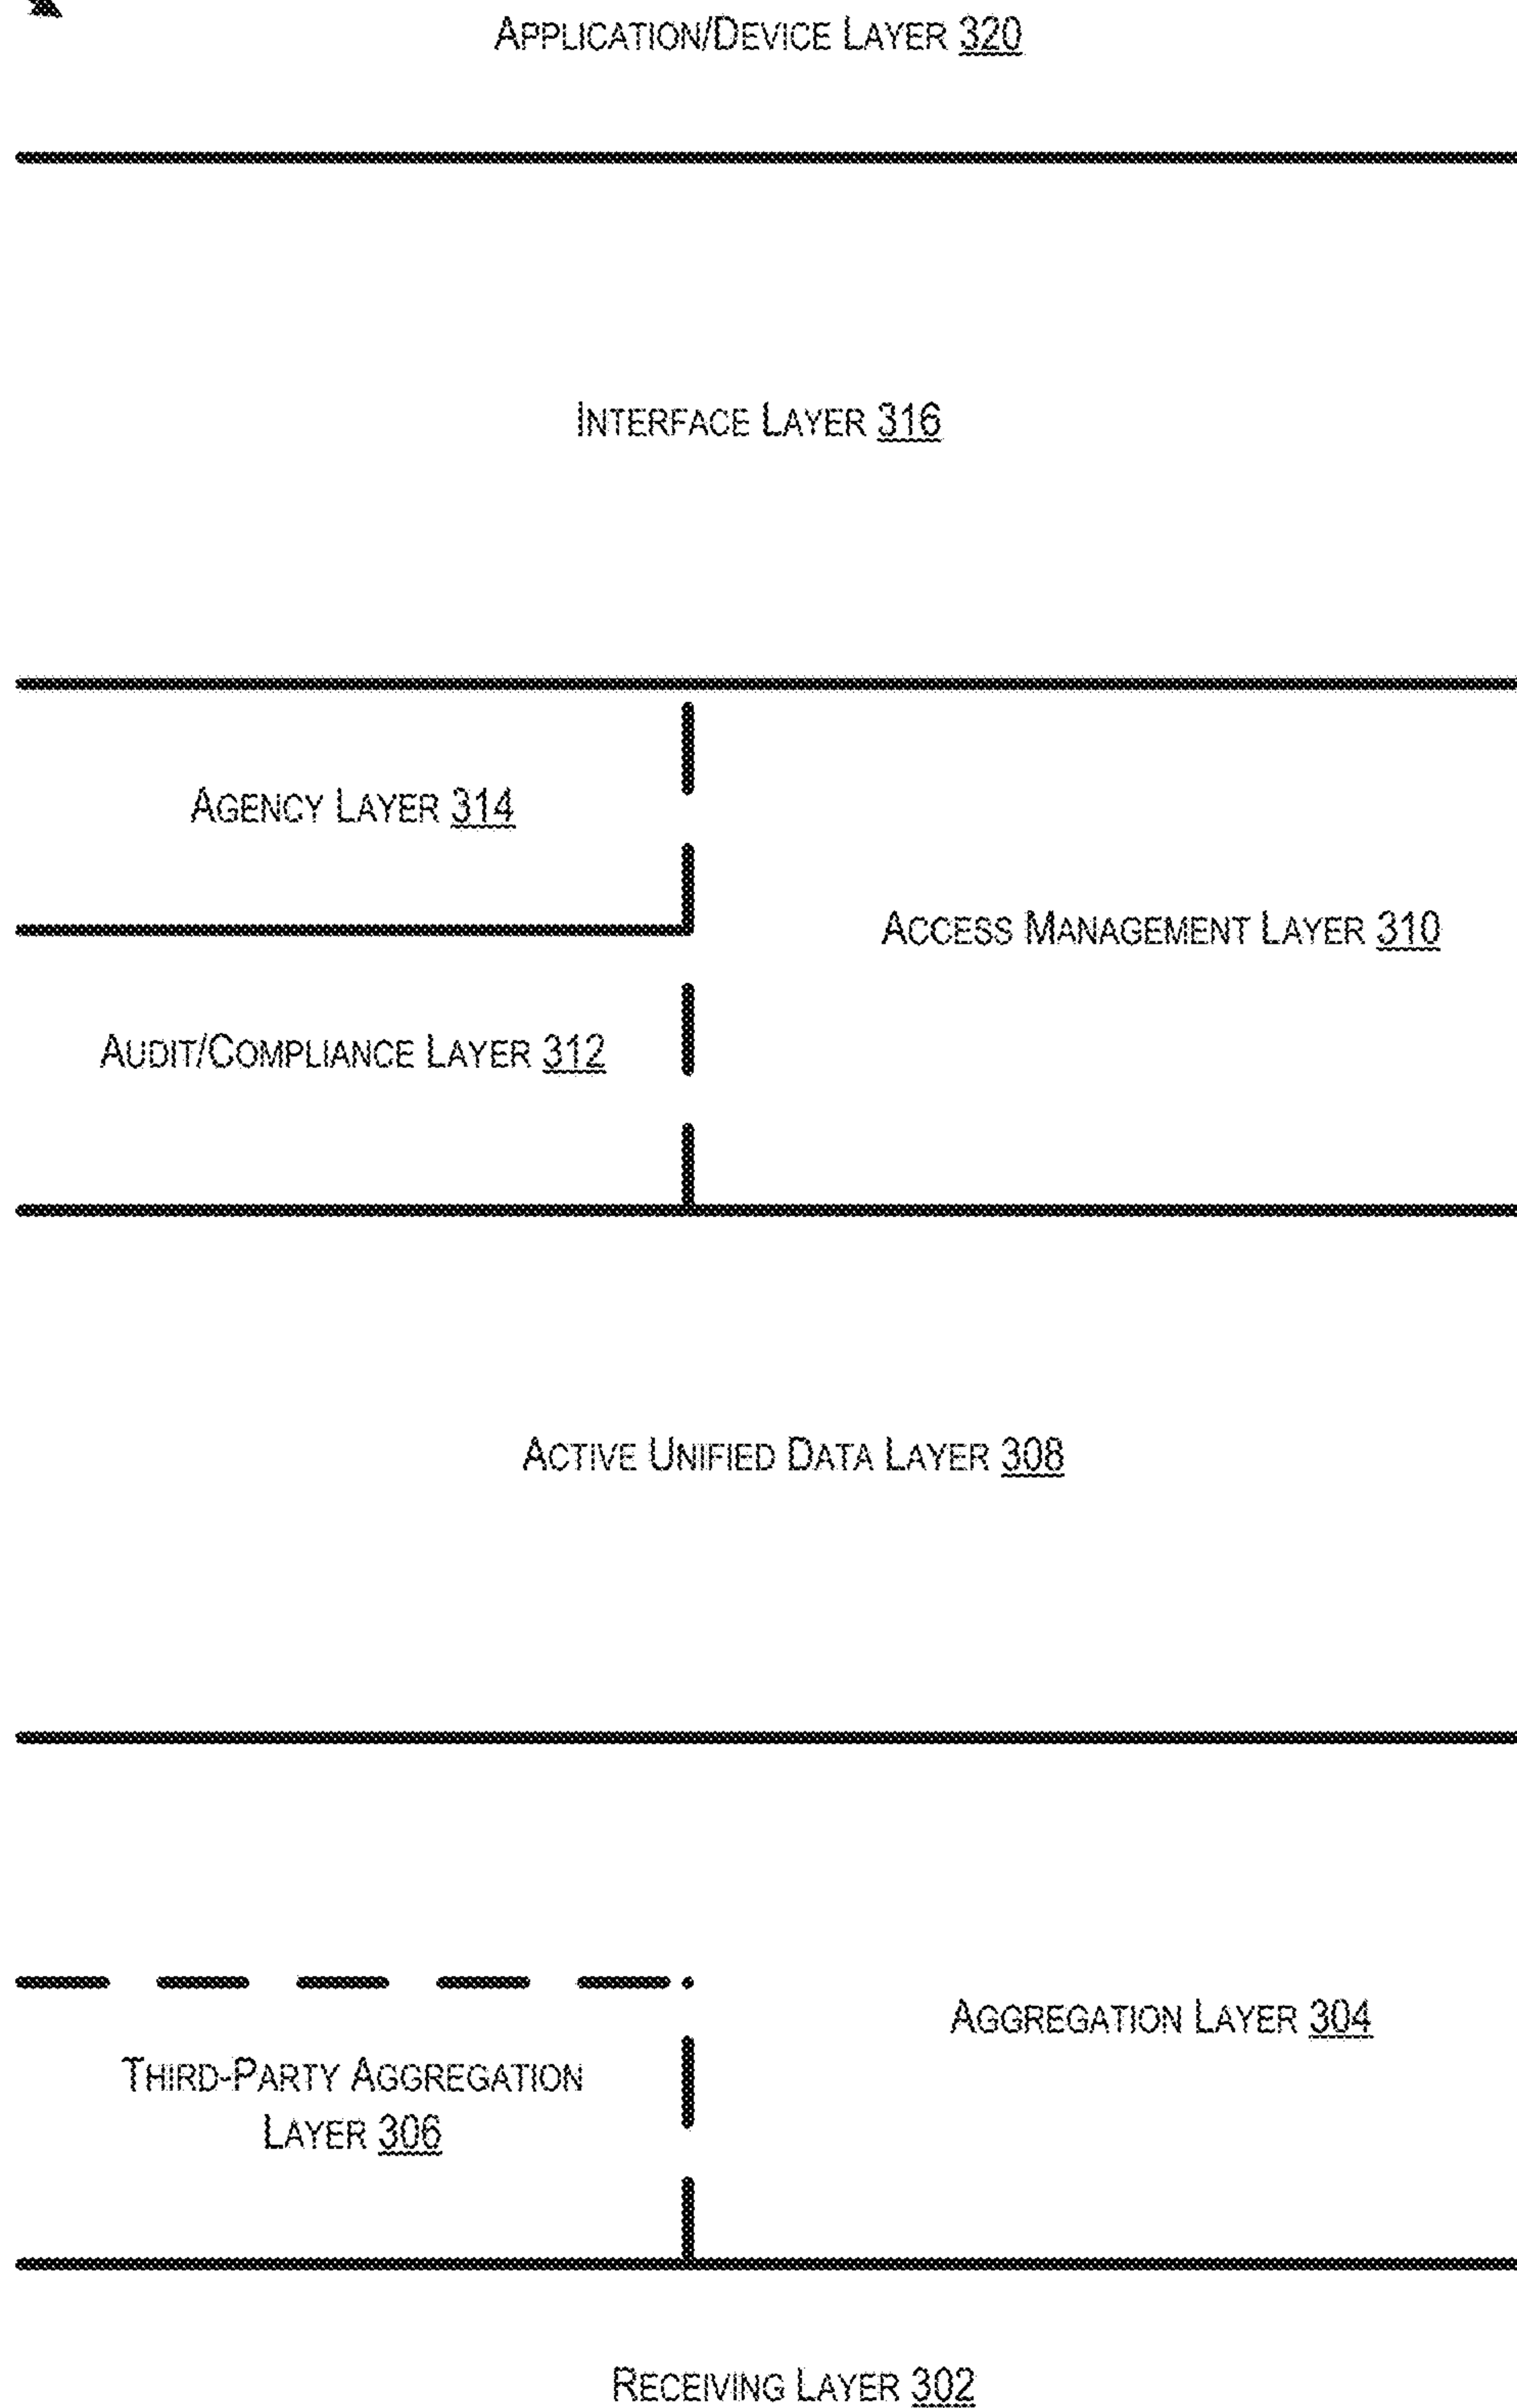 APPLICATION/DEVICE LAYER 320
INTERFACE LAYER 316
AGENCY LAYER 314
ACCESS MANAGEMENT LAYER 310
AUDIT/COMPLIANCE LAYER 312
ACTIVE UNIFIED DATA LAYER 308
AGGREGATION LAYER 304
THIRD-PARTY AGGREGATION
LAYER 306
RECEIVING LAYER 302